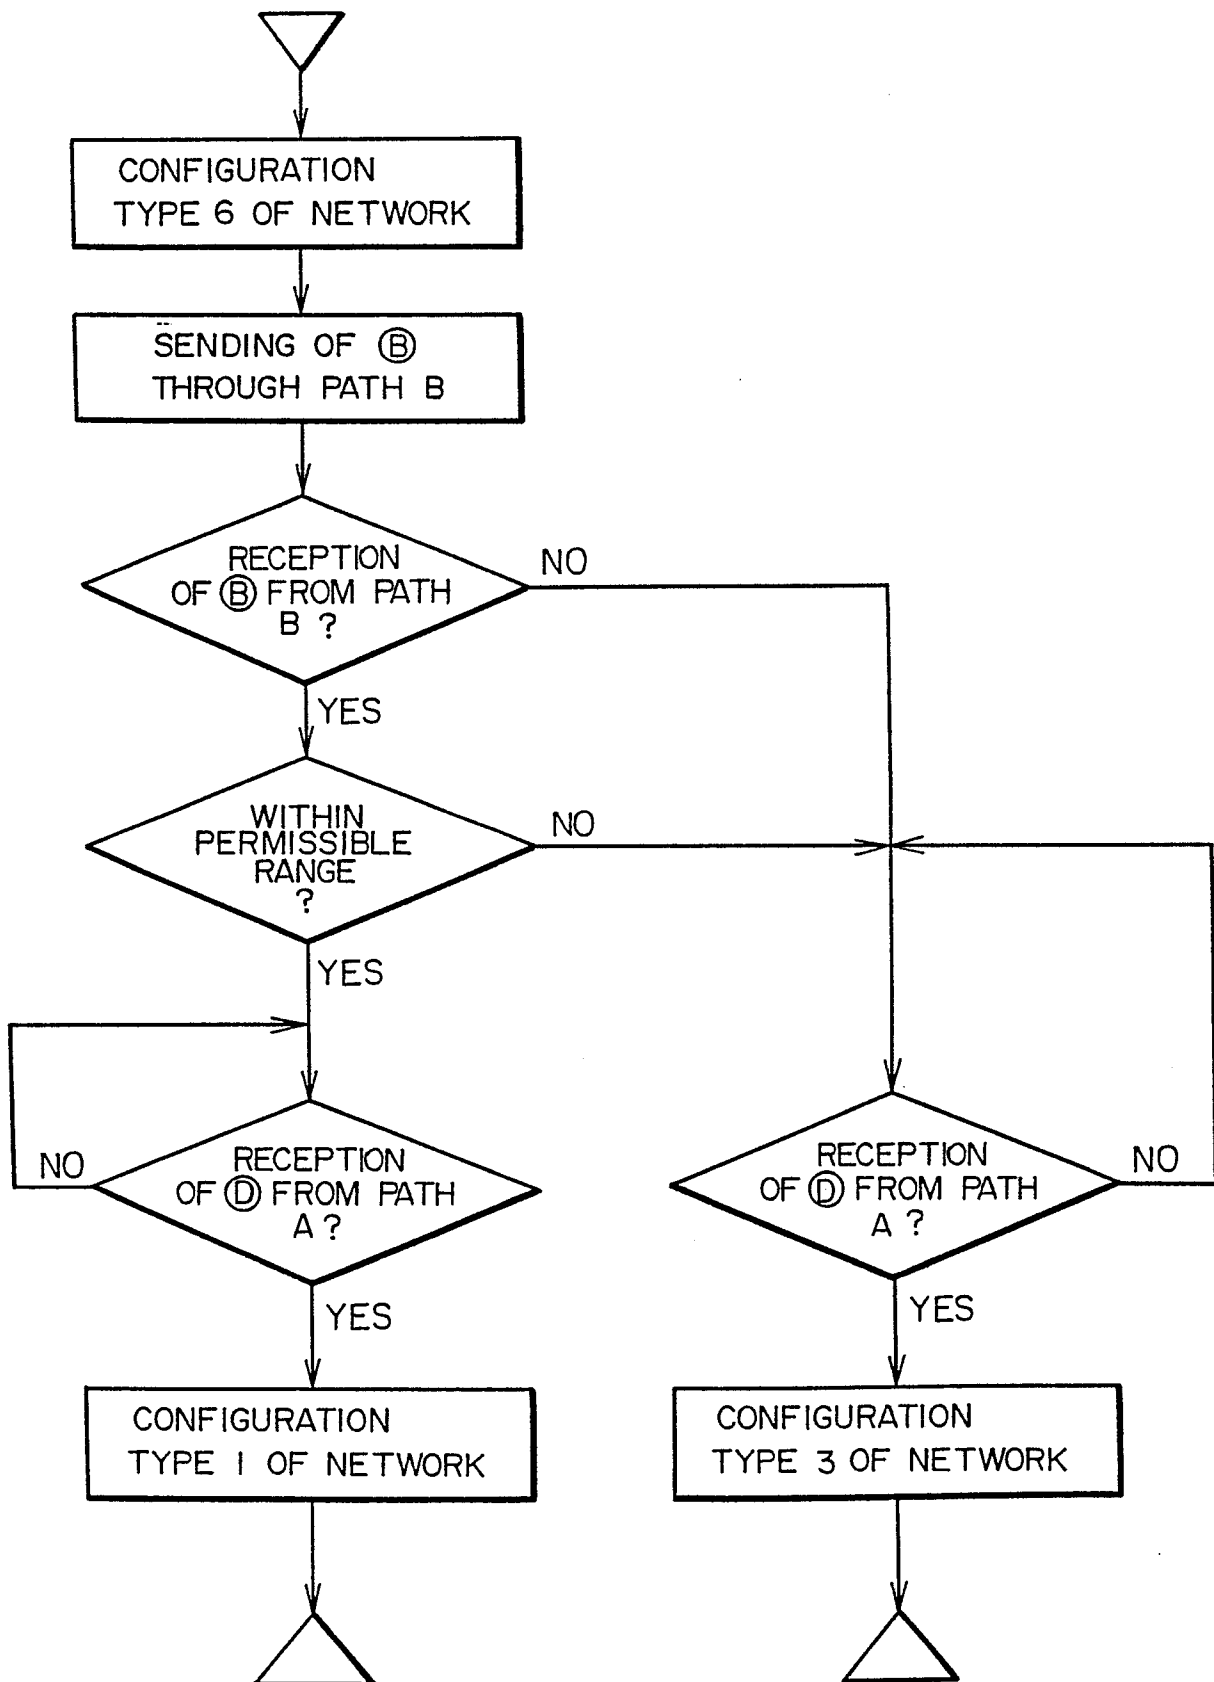 CONFIGURATION
TYPE 6 OF NETWORK
SENDING OF Ⓑ
THROUGH PATH B
RECEPTION
OF Ⓑ FROM PATH
B ?
NO
YES
WITHIN
PERMISSIBLE
RANGE
?
NO
YES
RECEPTION
OF Ⓓ FROM PATH
A ?
NO
YES
RECEPTION
OF Ⓓ FROM PATH
A ?
NO
YES
CONFIGURATION
TYPE 1 OF NETWORK
CONFIGURATION
TYPE 3 OF NETWORK